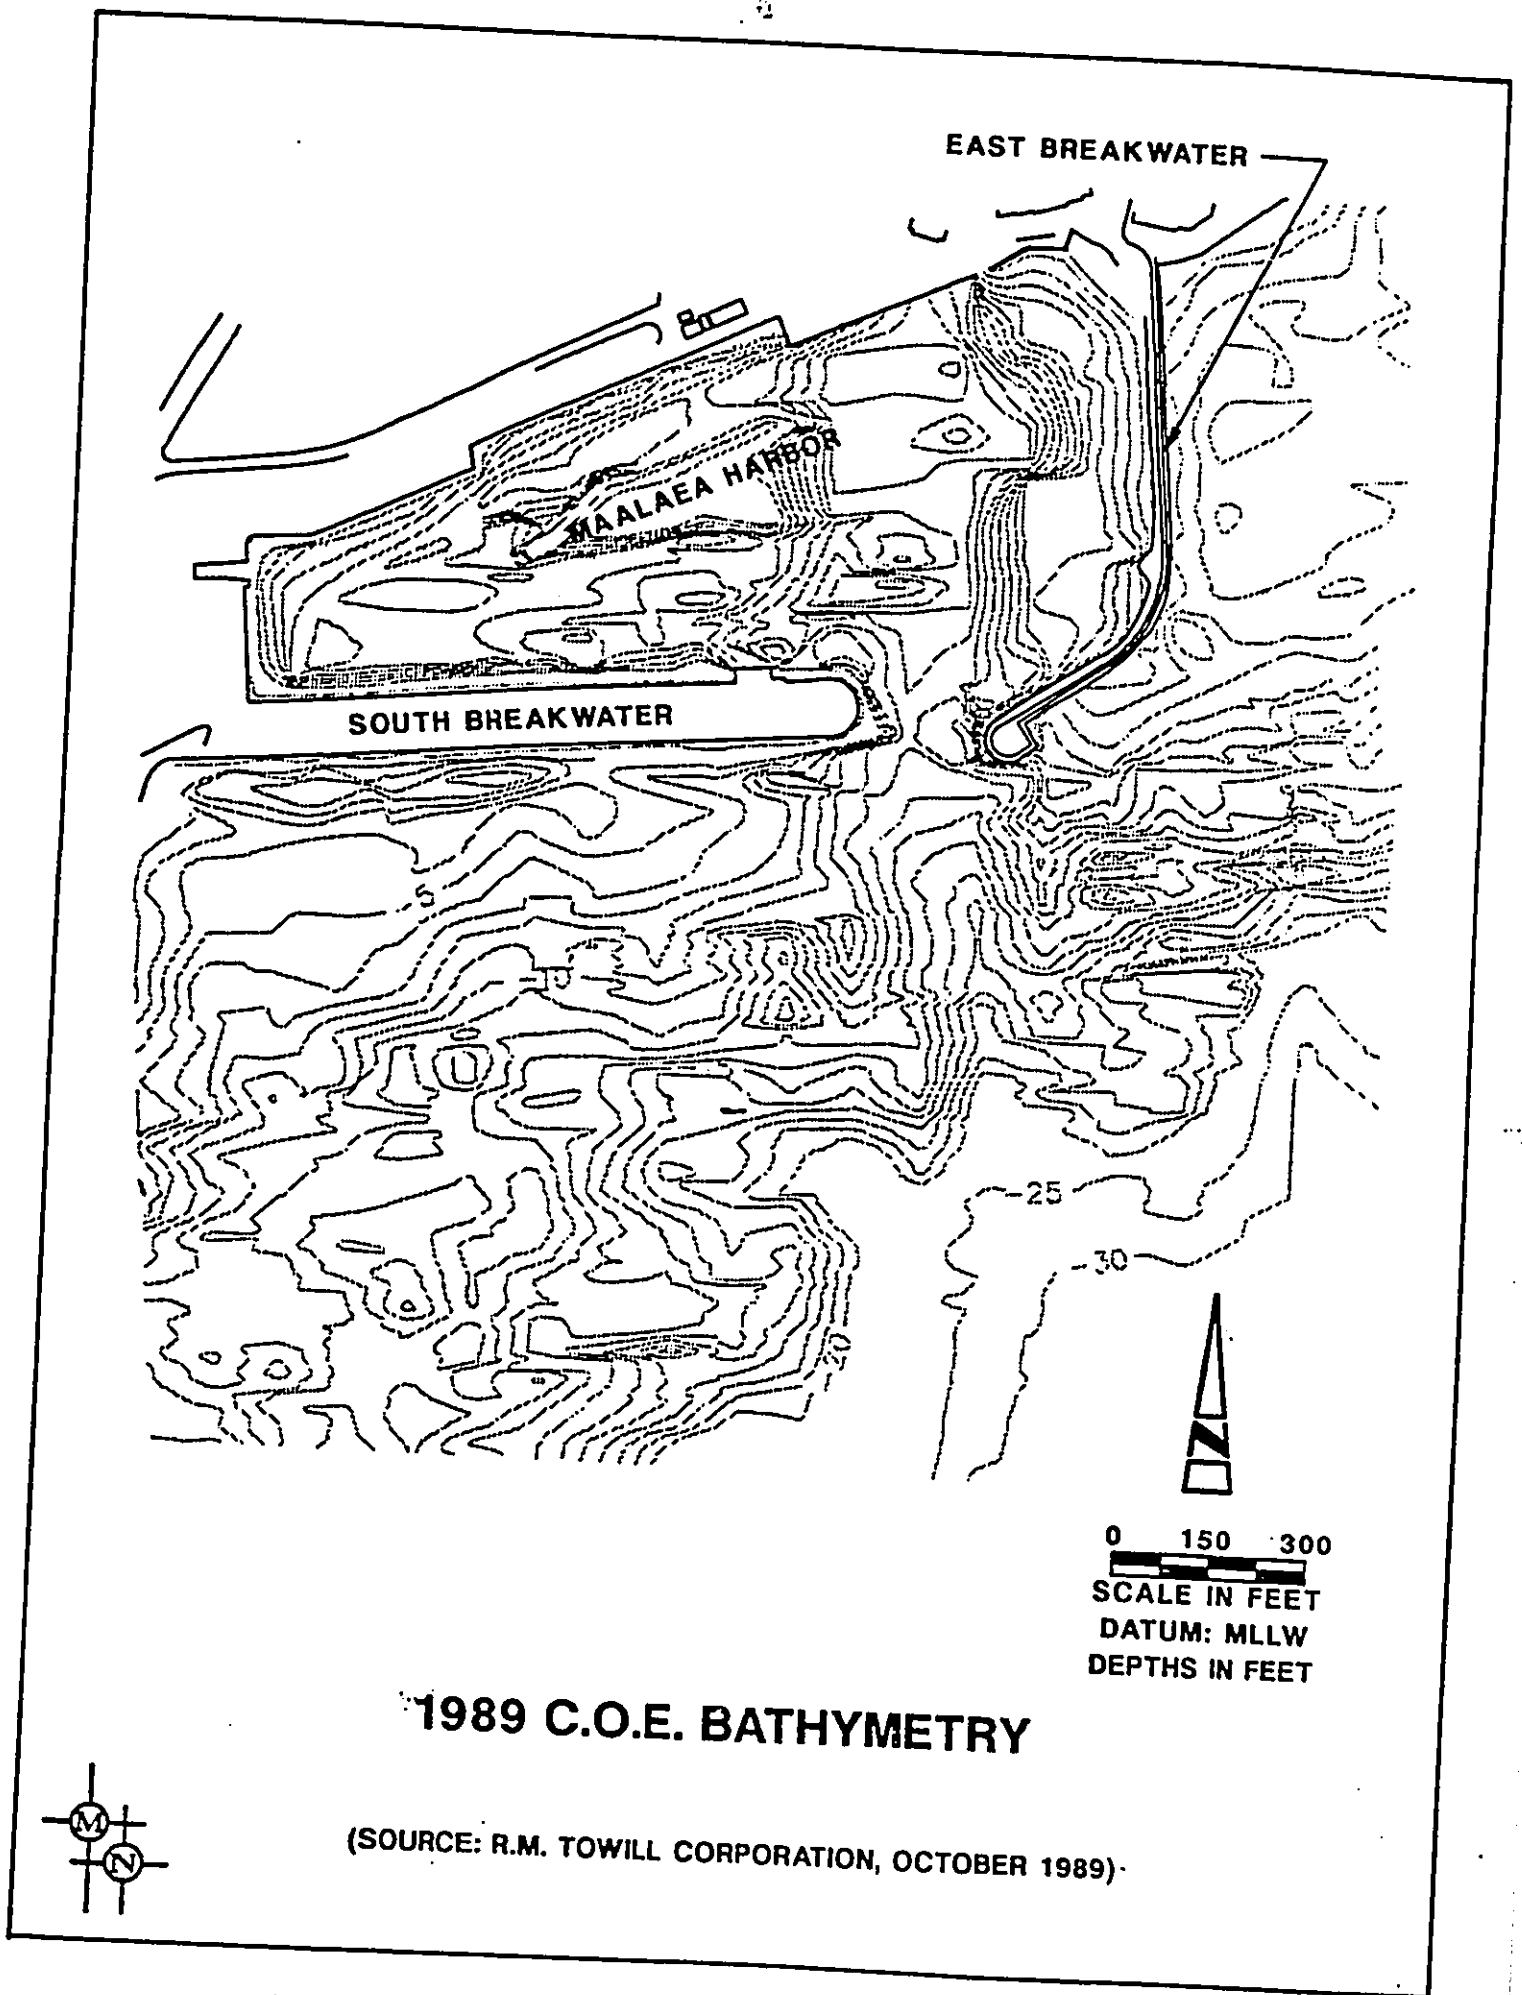 EAST BREAKWATER
MAALAEA HARBOR
SOUTH BREAKWATER
-5
-10
-25
-30
-20
N
0 150 300
SCALE IN FEET
DATUM: MLLW
DEPTHS IN FEET
1989 C.O.E. BATHYMETRY
(SOURCE: R.M. TOWILL CORPORATION, OCTOBER 1989)
M
N